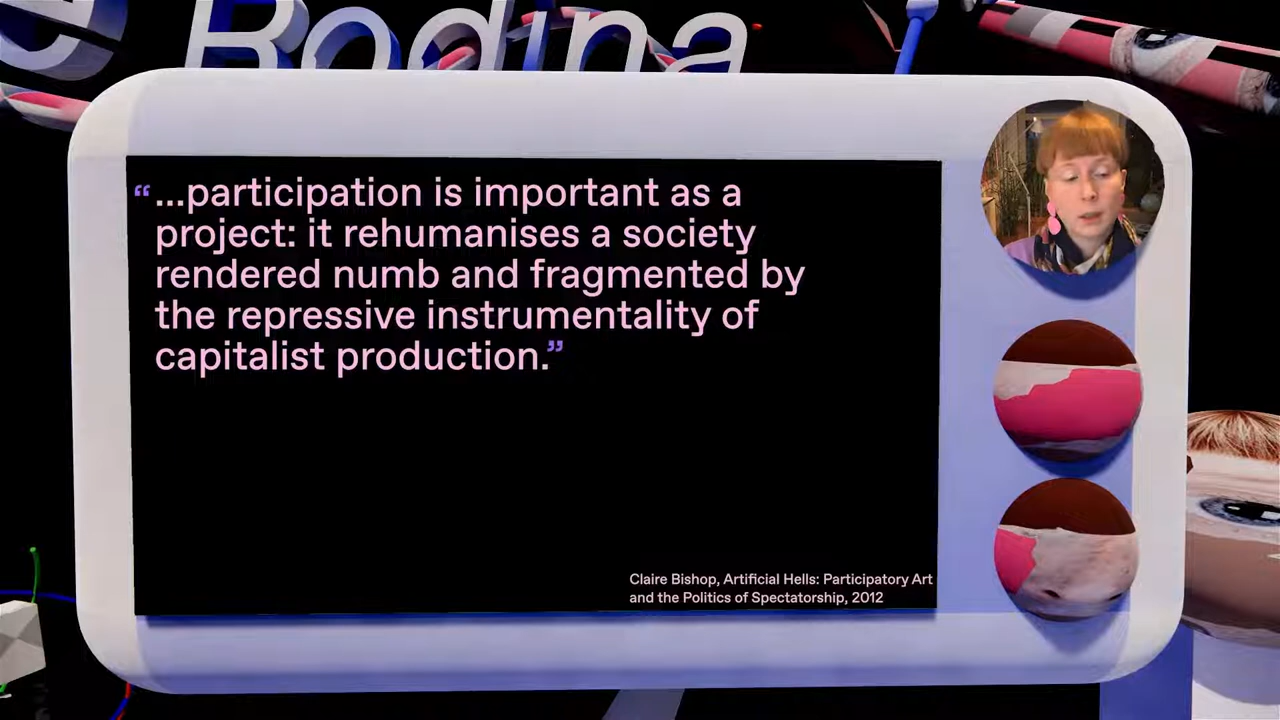 e Rodina
“...participation is important as a
project: it rehumanises a society
rendered numb and fragmented by
the repressive instrumentality of
capitalist production.”
Claire Bishop, Artificial Hells: Participatory Art
and the Politics of Spectatorship, 2012